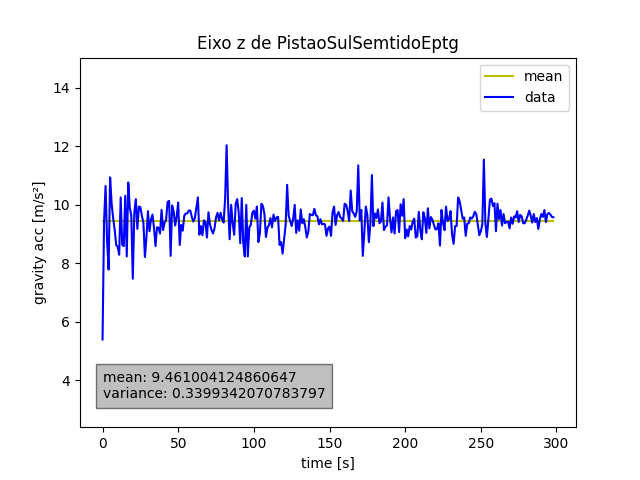 Eixo z de PistaoSulSemtidoEptg
mean
data
14
12
10
8
6
4
gravity acc [m/s²]
mean: 9.461004124860647
variance: 0.3399342070783797
0 50 100 150 200 250 300
time [s]